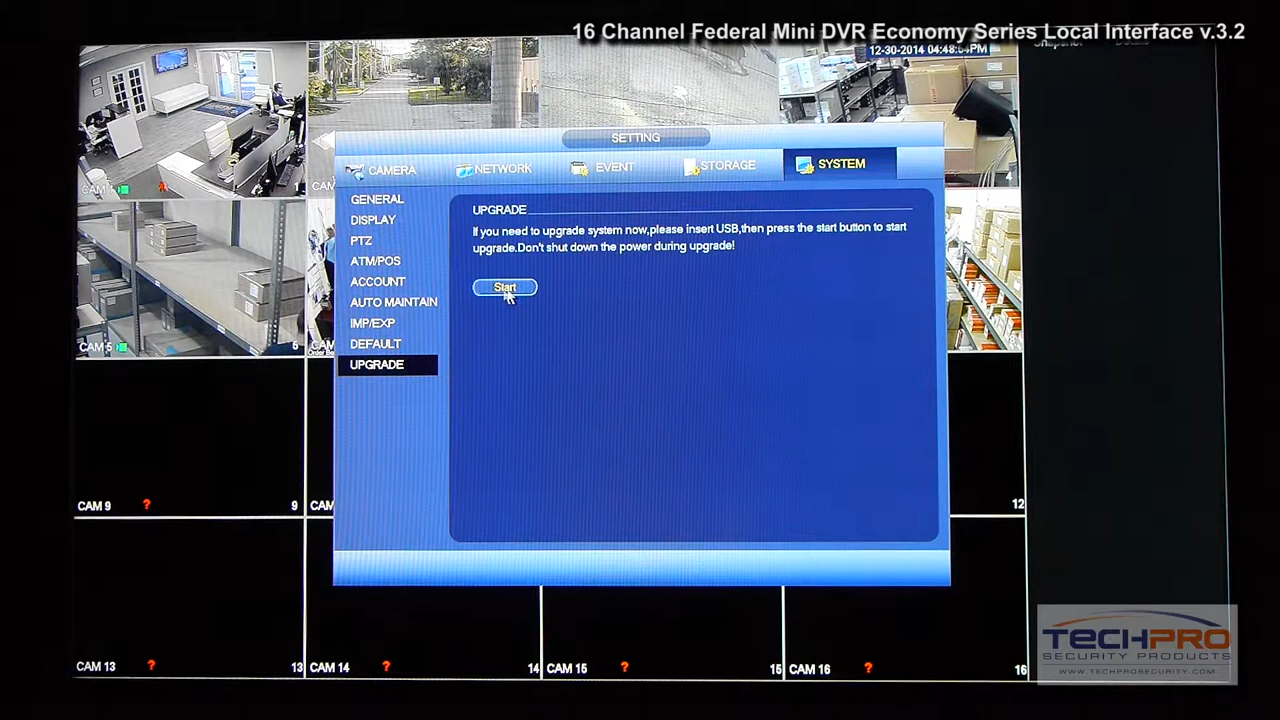 16 Channel Federal Mini DVR Economy Series Local Interface v.3.2
12-30-2014 04:48:54PM
SETTING
CAMERA NETWORK EVENT STORAGE SYSTEM
GENERAL
DISPLAY
PTZ
ATM/POS
ACCOUNT
AUTO MAINTAIN
IMP/EXP
DEFAULT
UPGRADE
UPGRADE
If you need to upgrade system now,please insert USB,then press the start button to start
upgrade.Don't shut down the power during upgrade!
Start
CAM 1
CAM
4
CAM 5
5
CAM 9 ? 9
CAM
12
CAM 13 ? 13
CAM 14 ? 14
CAM 15 ? 15
CAM 16 ? 16
TECHPRO
SECURITY PRODUCTS
WWW.TECHPROSECURITY.COM